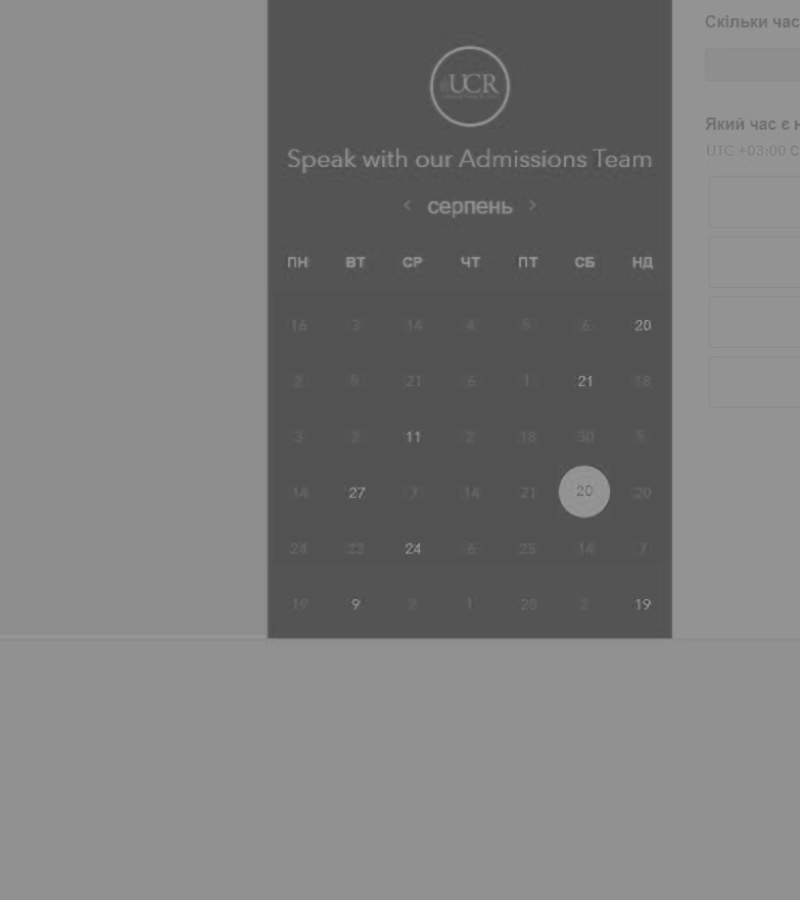 UCR
Speak with our Admissions Team
< серпень >
ПН ВТ СР ЧТ ПТ СБ НД
16 3 14 4 5 6 20
2 5 21 6 1 21 18
3 2 11 2 18 30 5
14 27 7 14 21 20 20
24 23 24 6 25 14 7
19 9 2 1 28 2 19
Скільки час
Який час є н
UTC +03:00 С